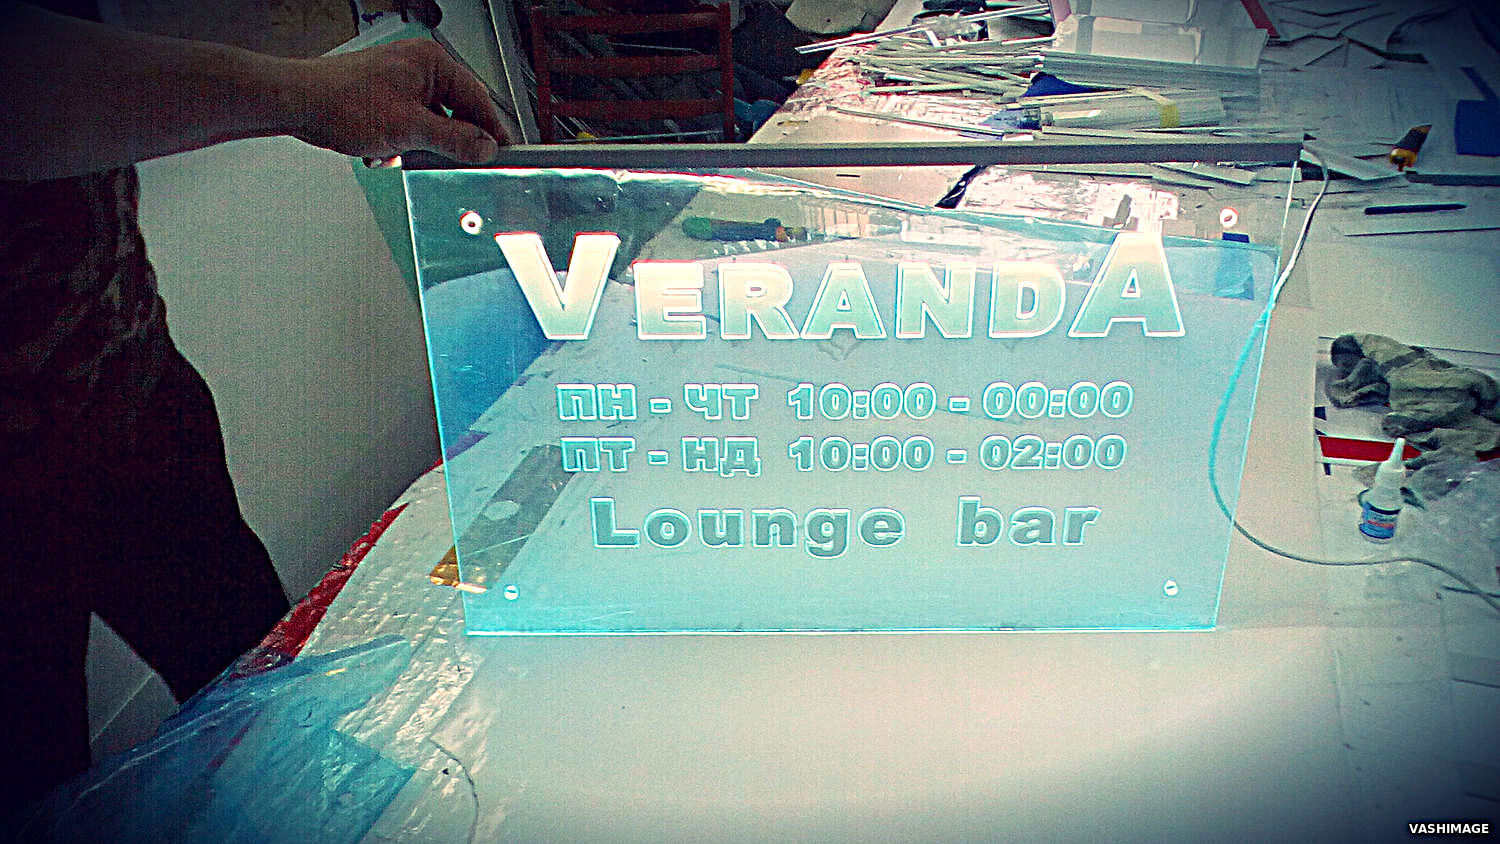 VERANDA
ПН - ЧТ 10:00 - 00:00
ПТ - НД 10:00 - 02:00
Lounge bar
VASHIMAGE